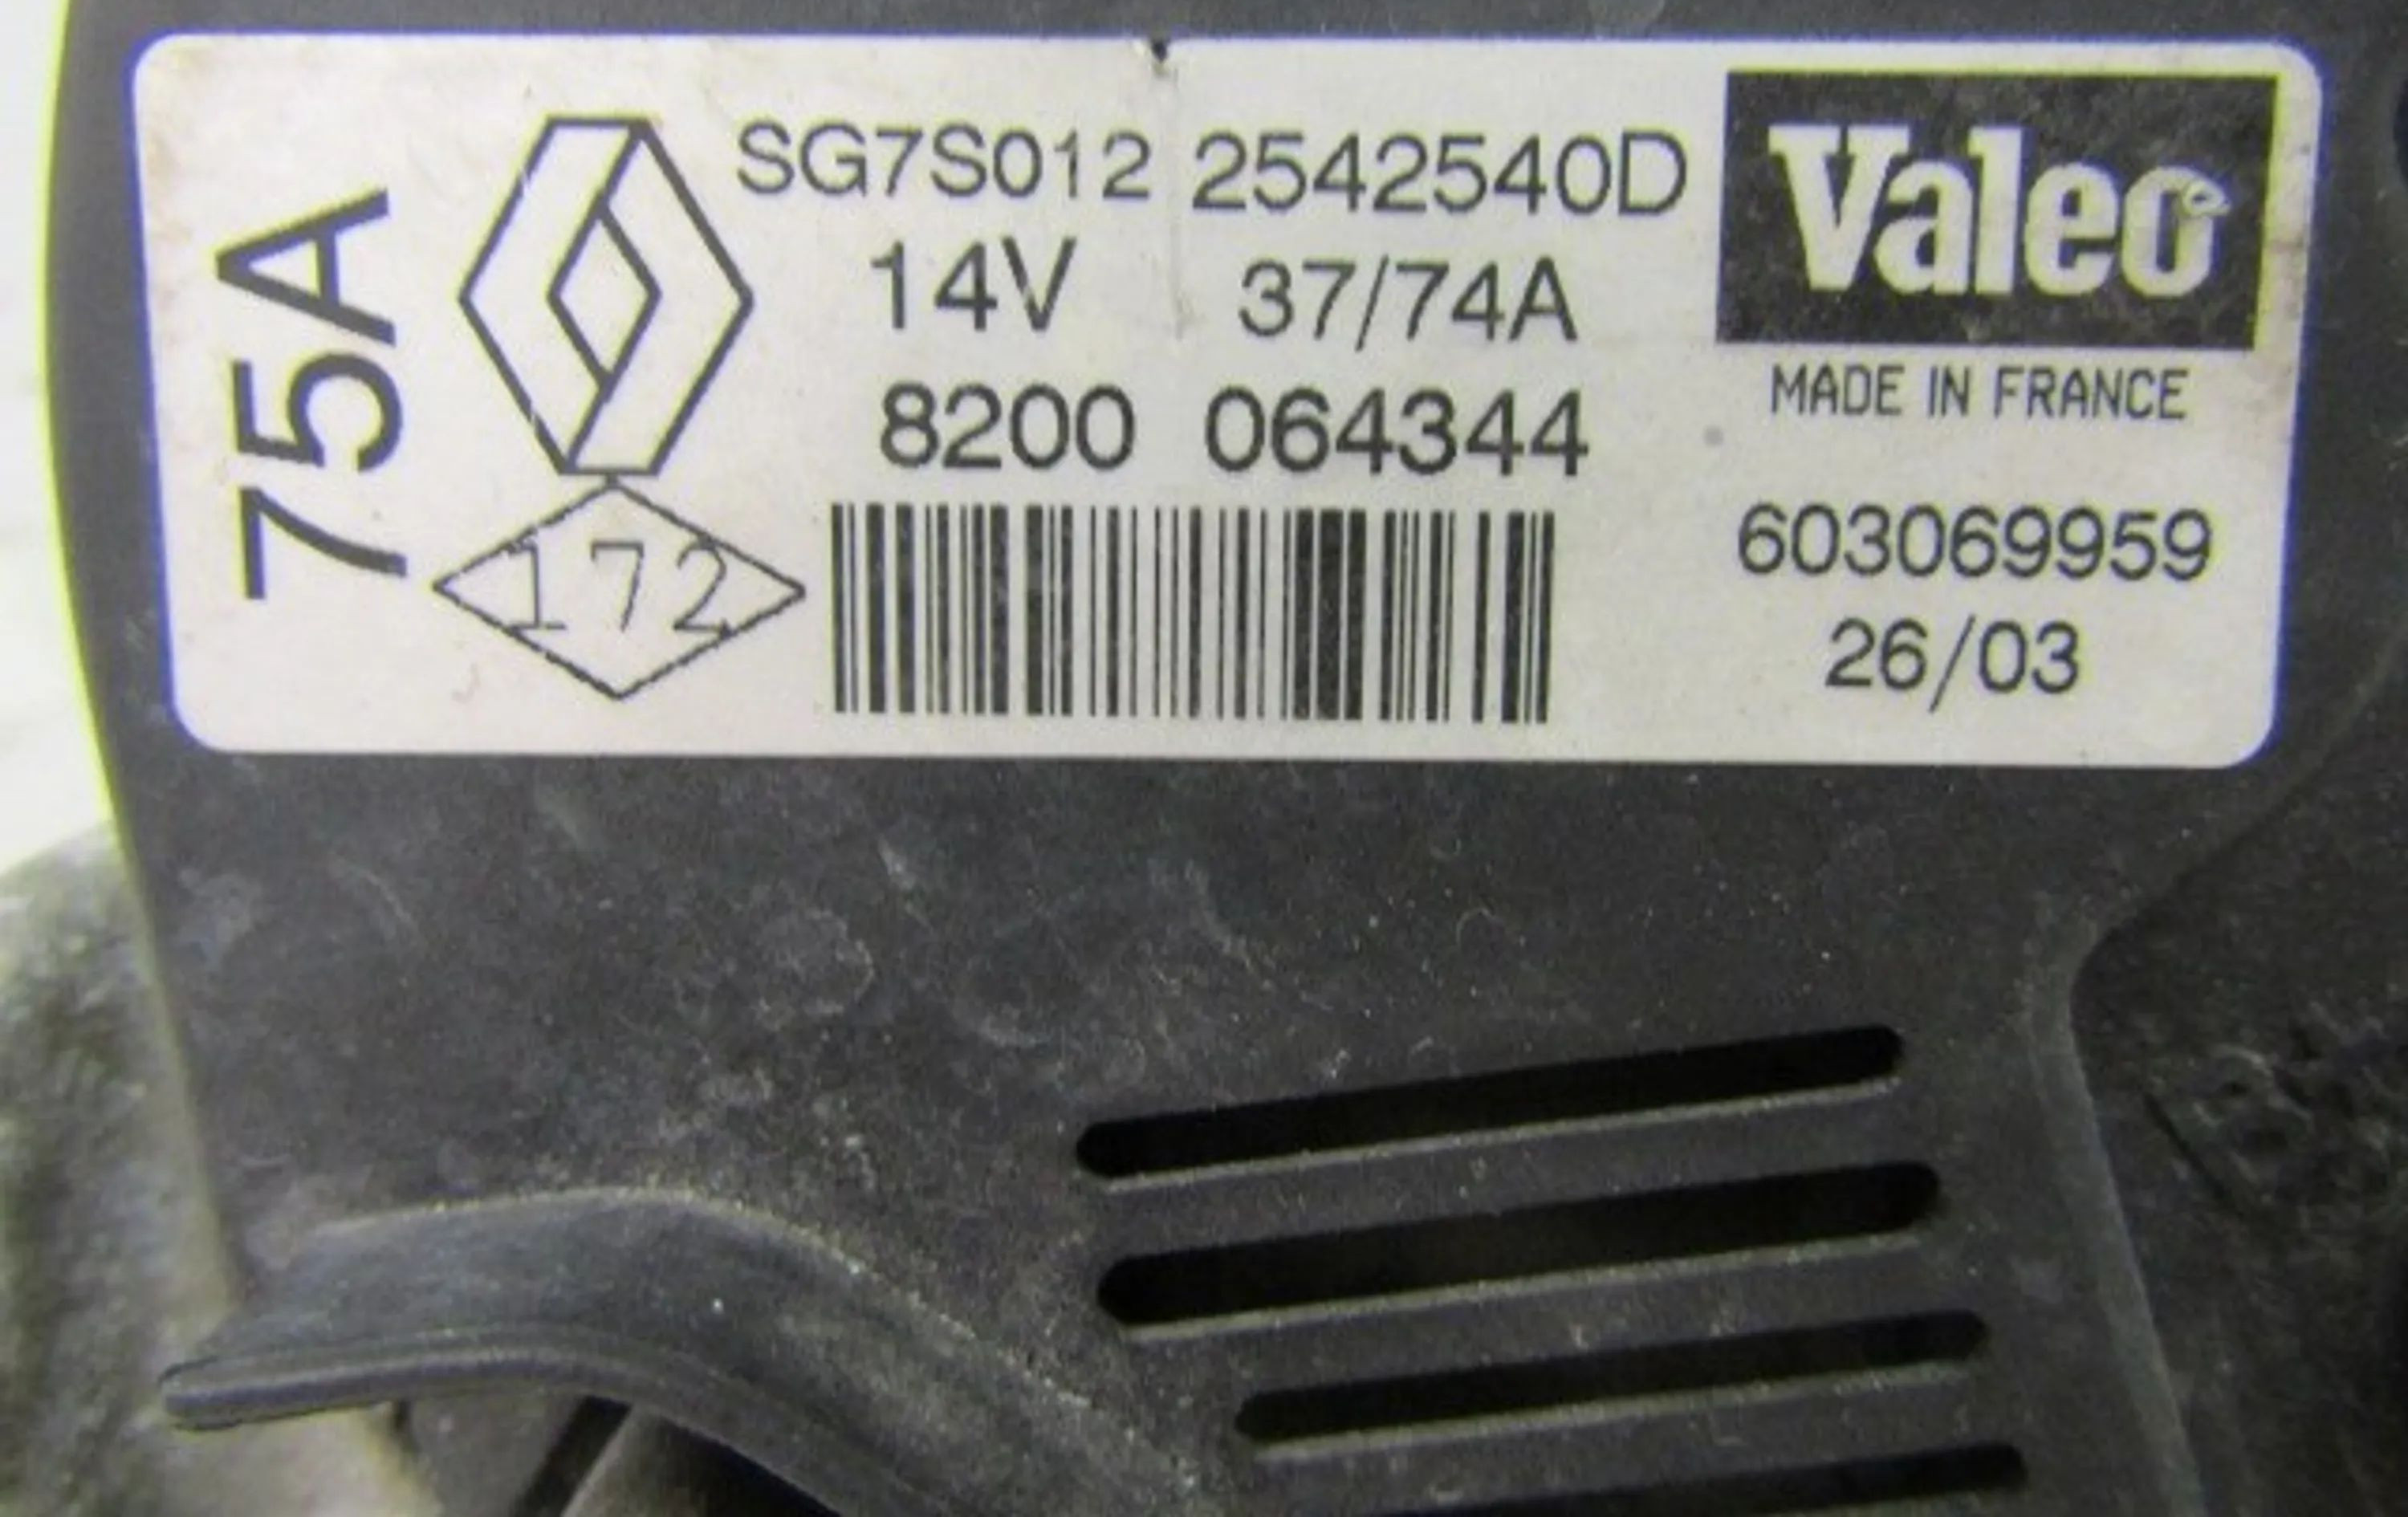 75A
SG7S012 2542540D
14V 37/74A
8200 064344
172
Valeo
MADE IN FRANCE
603069959
26/03